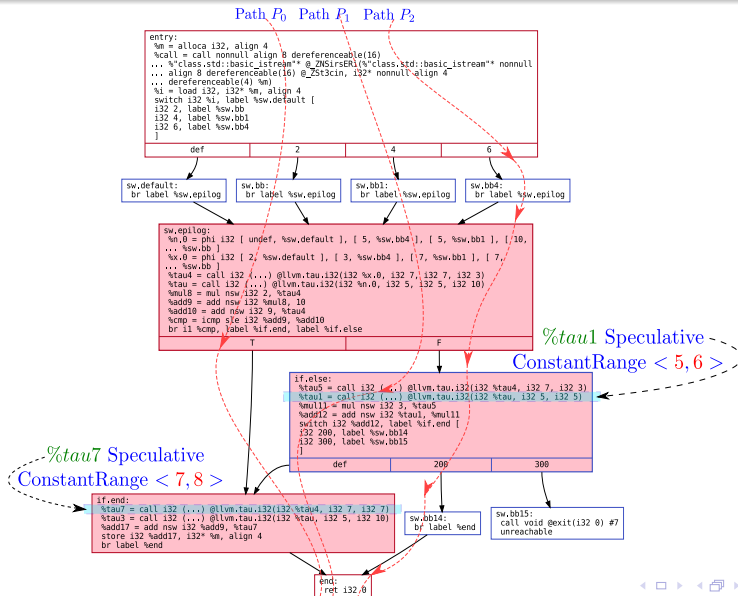 Path P0 Path P1 Path P2
entry:
%m = alloca i32, align 4
%call = call nonnull align 8 dereferenceable(16)
... %"class.std::basic_istream"* @_ZNSirsERi(%"class.std::basic_istream"* nonnull
... align 8 dereferenceable(16) @_ZSt3cin, i32* nonnull align 4
... dereferenceable(4) %m)
%i = load i32, i32* %m, align 4
switch i32 %i, label %sw.default [
i32 2, label %sw.bb
i32 4, label %sw.bb1
i32 6, label %sw.bb4
]
def 2 4 6
sw.default:
br label %sw.epilog
sw.bb:
br label %sw.epilog
sw.bb1:
br label %sw.epilog
sw.bb4:
br label %sw.epilog
sw.epilog:
%n.0 = phi i32 [ undef, %sw.default ], [ 5, %sw.bb4 ], [ 5, %sw.bb1 ], [ 10,
... %sw.bb ]
%x.0 = phi i32 [ 2, %sw.default ], [ 3, %sw.bb4 ], [ 7, %sw.bb1 ], [ 7,
... %sw.bb ]
%tau4 = call i32 (...) @llvm.tau.i32(i32 %x.0, i32 7, i32 7, i32 3)
%tau = call i32 (...) @llvm.tau.i32(i32 %n.0, i32 5, i32 5, i32 10)
%mul8 = mul nsw i32 2, %tau4
%add9 = add nsw i32 %mul8, 10
%add10 = add nsw i32 9, %tau4
%cmp = icmp sle i32 %add9, %add10
br i1 %cmp, label %if.end, label %if.else
T F
%tau1 Speculative
ConstantRange < 5, 6 >
if.else:
%tau5 = call i32 (...) @llvm.tau.i32(i32 %tau4, i32 7, i32 3)
%tau1 = call i32 (...) @llvm.tau.i32(i32 %tau, i32 5, i32 5)
%mul11 = mul nsw i32 3, %tau5
%add12 = add nsw i32 %tau1, %mul11
switch i32 %add12, label %if.end [
i32 200, label %sw.bb14
i32 300, label %sw.bb15
]
def 200 300
%tau7 Speculative
ConstantRange < 7, 8 >
if.end:
%tau7 = call i32 (...) @llvm.tau.i32(i32 %tau4, i32 7, i32 7)
%tau3 = call i32 (...) @llvm.tau.i32(i32 %tau, i32 5, i32 10)
%add17 = add nsw i32 %add9, %tau7
store i32 %add17, i32* %m, align 4
br label %end
sw.bb14:
br label %end
sw.bb15:
call void @exit(i32 0) #7
unreachable
end:
ret i32 0